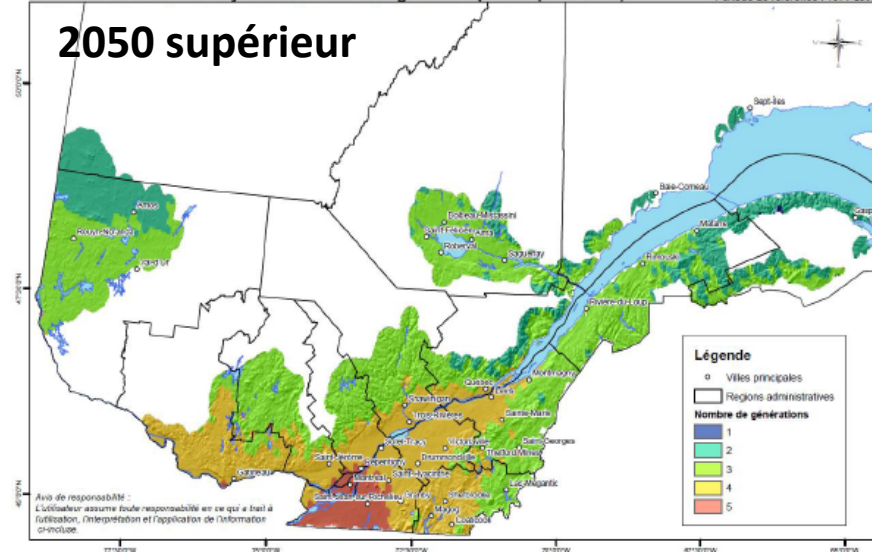 2050 supérieur
Sept-Îles
Baie-Comeau
Matane
Gasp
Amos
Rouyn-Noranda
Val-d'Or
Dolbeau-Mistassini
Saint-Félicien
Alma
Roberval
Saguenay
Rimouski
Rivière-du-Loup
Québec
Lévis
Montmagny
Shawinigan
Trois-Rivières
Sainte-Marie
Sorel-Tracy
Victoriaville
Saint-Georges
Thetford Mines
Saint-Jérôme
Repentigny
Drummondville
Gatineau
Montréal
Saint-Hyacinthe
Lac-Mégantic
Saint-Jean-sur-Richelieu
Granby
Sherbrooke
Magog
Coaticook
Légende
Villes principales
Regions administratives
Nombre de générations
1
2
3
4
5
Avis de responsabilité :
L'utilisateur assume toute responsabilité en ce qui a trait à
l'utilisation, l'interprétation et l'application de l'information
ci-incluse.